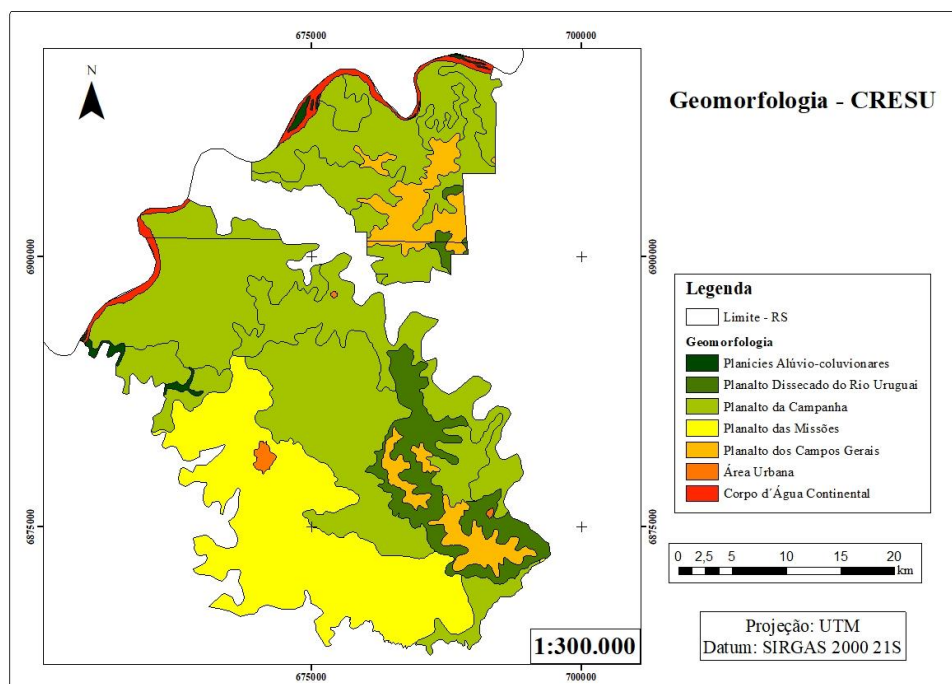 675000
700000
N
Geomorfologia - CRESU
6900000
6900000
Legenda
Limite - RS
Geomorfologia
Planícies Alúvio-coluvionares
Planalto Dissecado do Rio Uruguai
Planalto da Campanha
Planalto das Missões
Planalto dos Campos Gerais
Área Urbana
Corpo d´Água Continental
6875000
6875000
0 2,5 5 10 15 20
km
1:300.000
Projeção: UTM
Datum: SIRGAS 2000 21S
675000
700000